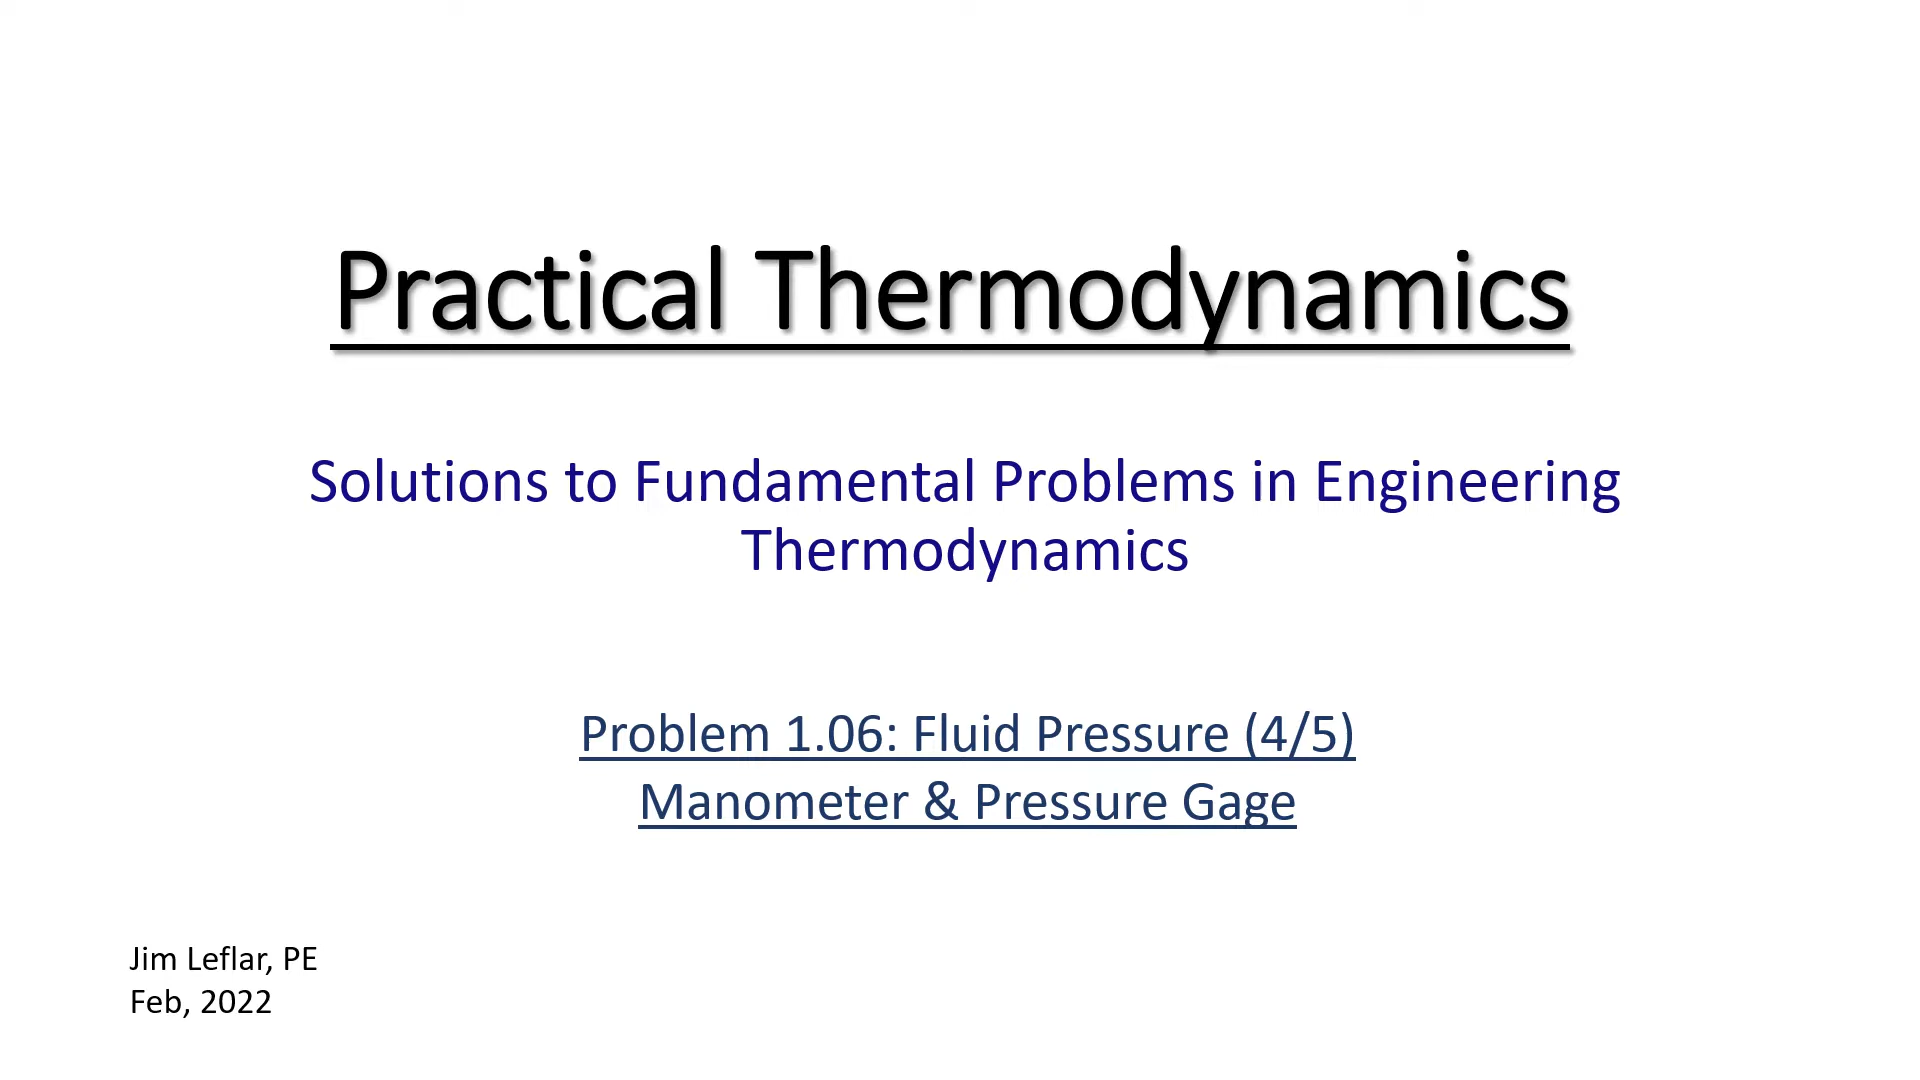 Practical Thermodynamics
Solutions to Fundamental Problems in Engineering
Thermodynamics
Problem 1.06: Fluid Pressure (4/5)
Manometer & Pressure Gage
Jim Leflar, PE
Feb, 2022